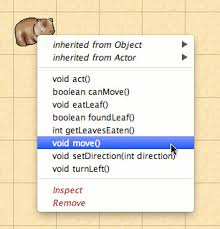 inherited from Object
inherited from Actor
void act()
boolean canMove()
void eatLeaf()
boolean foundLeaf()
int getLeavesEaten()
void move()
void setDirection(int direction)
void turnLeft()
Inspect
Remove